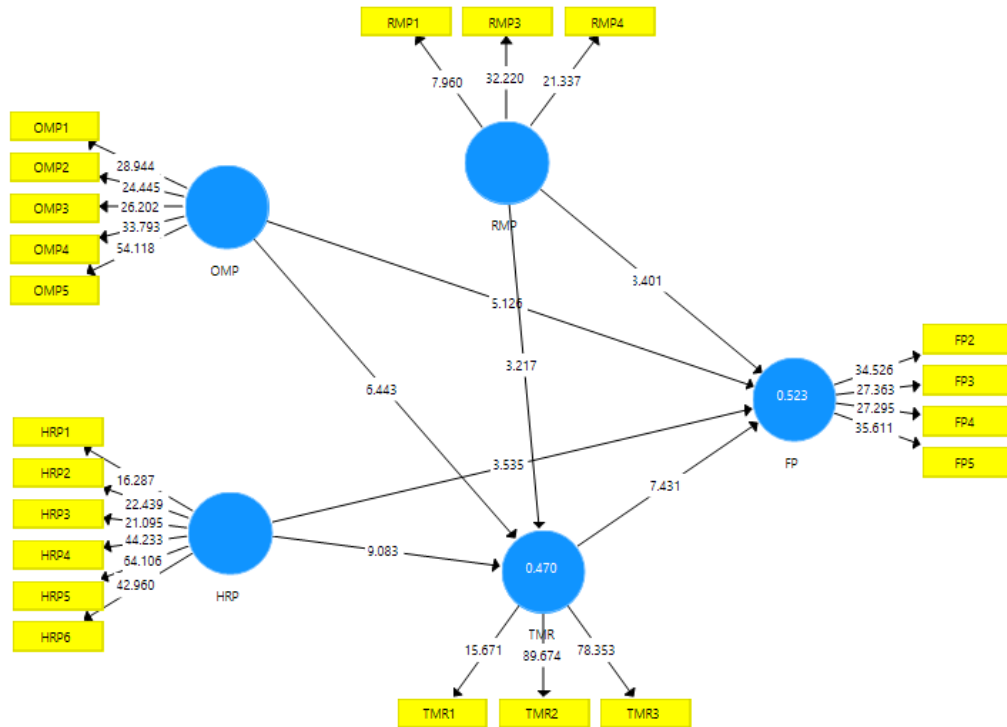 RMP1
RMP3
RMP4
7.960
32.220
21.337
RMP
OMP1
OMP2
OMP3
OMP4
OMP5
28.944
24.445
26.202
33.793
54.118
OMP
3.401
5.126
3.217
6.443
3.535
7.431
9.083
HRP1
HRP2
HRP3
HRP4
HRP5
HRP6
16.287
22.439
21.095
44.233
64.106
42.960
HRP
0.523
FP
34.526
27.363
27.295
35.611
FP2
FP3
FP4
FP5
0.470
TMR
15.671
89.674
78.353
TMR1
TMR2
TMR3